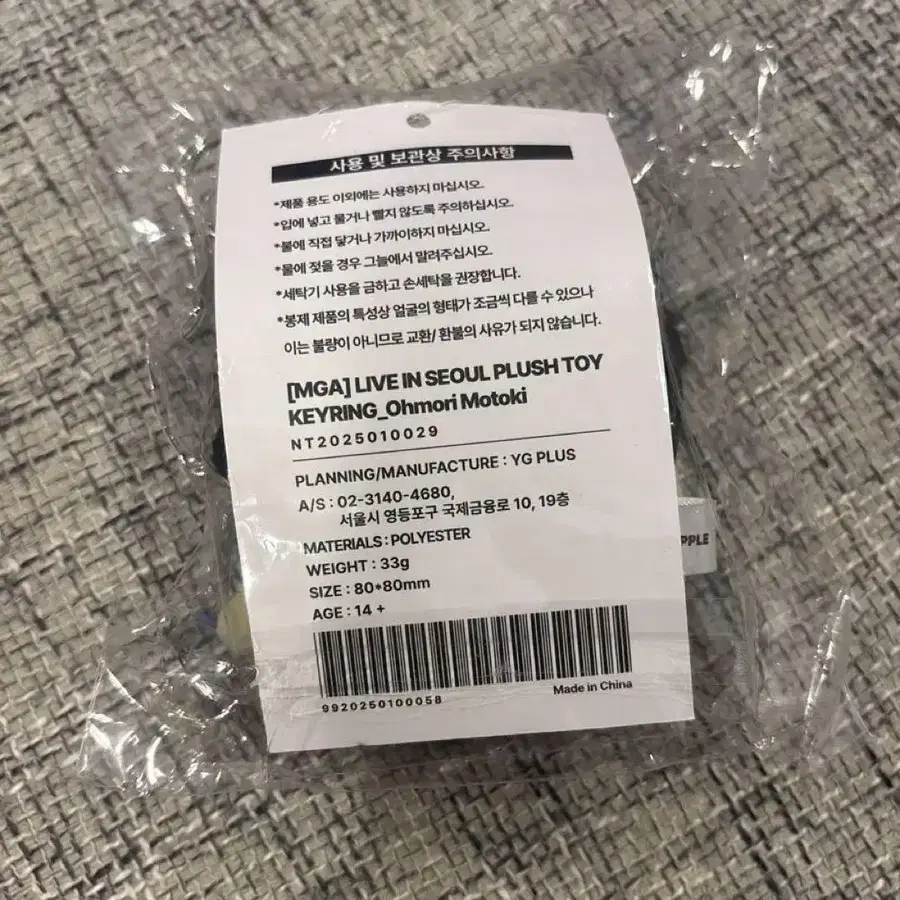 사용 및 보관상 주의사항
*제품 용도 이외에는 사용하지 마십시오.
*입에 넣고 물거나 빨지 않도록 주의하십시오.
*불에 직접 닿거나 가까이하지 마십시오.
*물에 젖을 경우 그늘에서 말려주십시오.
*세탁기 사용을 금하고 손세탁을 권장합니다.
*봉제 제품의 특성상 얼굴의 형태가 조금씩 다를 수 있으나
이는 불량이 아니므로 교환/ 환불의 사유가 되지 않습니다.
[MGA] LIVE IN SEOUL PLUSH TOY
KEYRING_Ohmori Motoki
NT2025010029
PLANNING/MANUFACTURE : YG PLUS
A/S : 02-3140-4680,
서울시 영등포구 국제금융로 10, 19층
MATERIALS : POLYESTER
WEIGHT : 33g
SIZE : 80*80mm
AGE : 14 +
9920250100058
Made in China
PPLE